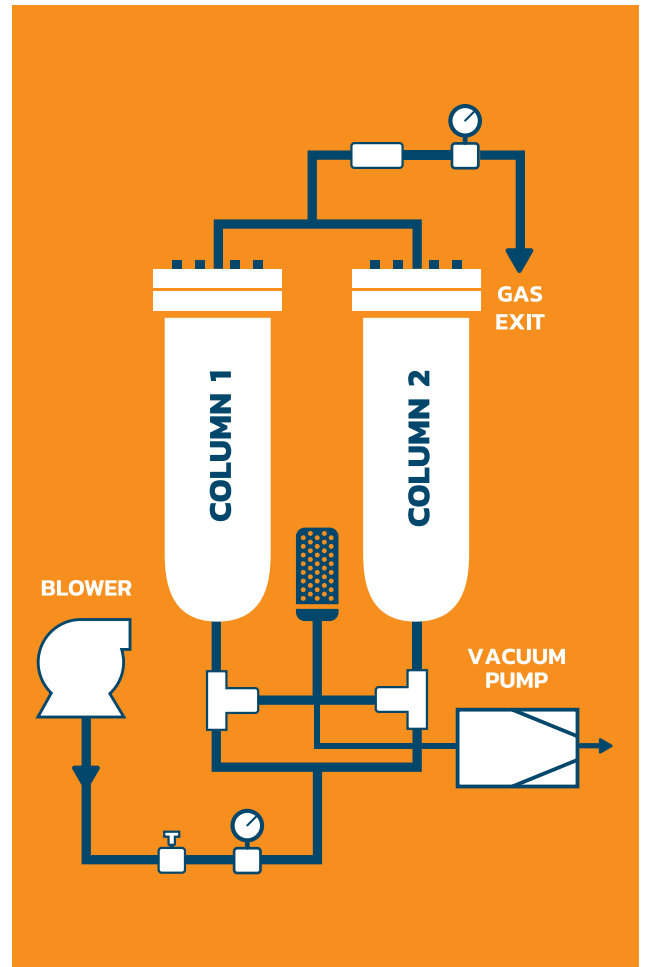 GAS
EXIT
COLUMN 1
COLUMN 2
BLOWER
VACUUM
PUMP